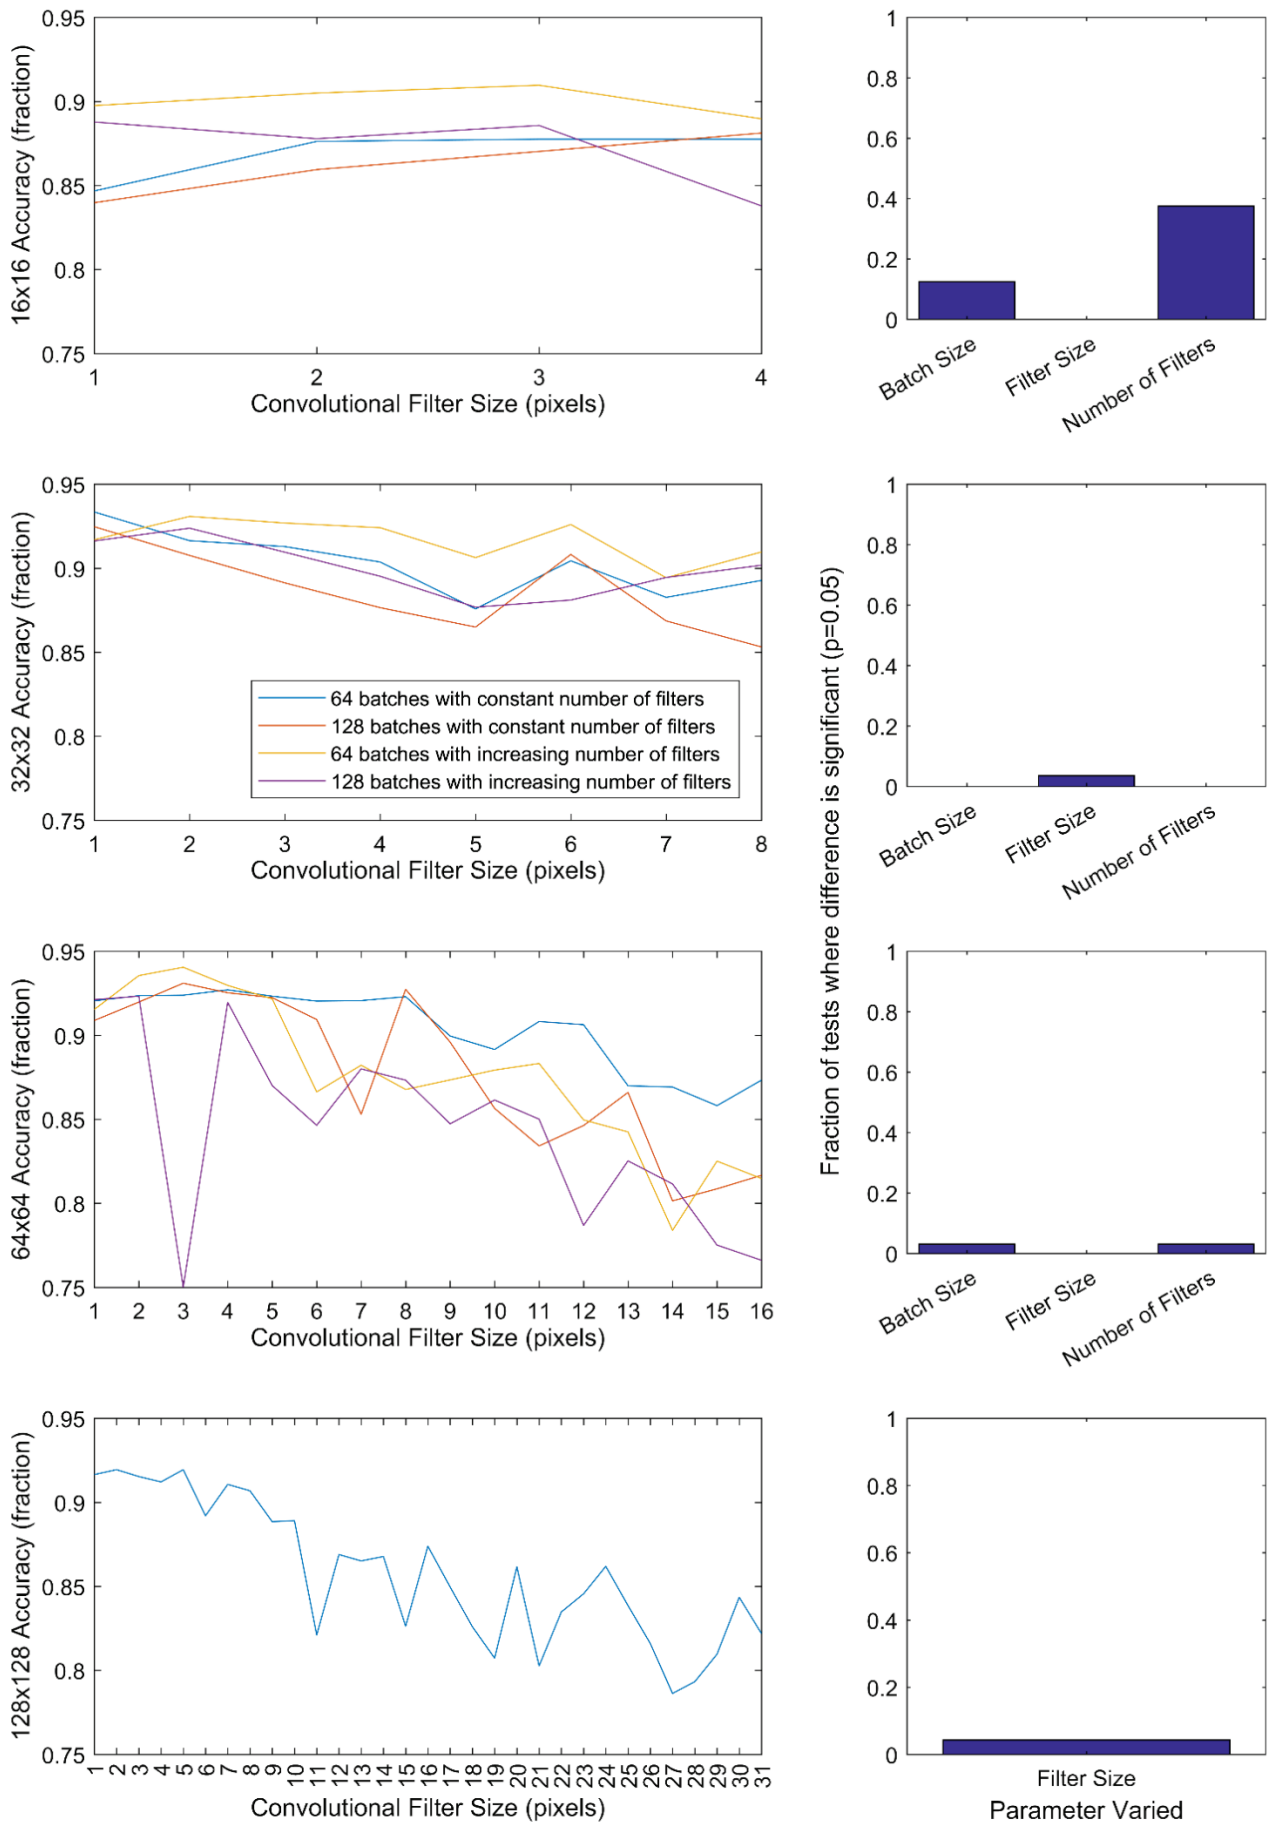 0.95
0.9
0.85
0.8
0.75
16x16 Accuracy (fraction)
1 2 3 4
Convolutional Filter Size (pixels)
1
0.8
0.6
0.4
0.2
0
Batch Size
Filter Size
Number of Filters
0.95
0.9
0.85
0.8
0.75
32x32 Accuracy (fraction)
64 batches with constant number of filters
128 batches with constant number of filters
64 batches with increasing number of filters
128 batches with increasing number of filters
1 2 3 4 5 6 7 8
Convolutional Filter Size (pixels)
Fraction of tests where difference is significant (p=0.05)
1
0.8
0.6
0.4
0.2
0
Batch Size
Filter Size
Number of Filters
0.95
0.9
0.85
0.8
0.75
64x64 Accuracy (fraction)
1 2 3 4 5 6 7 8 9 10 11 12 13 14 15 16
Convolutional Filter Size (pixels)
1
0.8
0.6
0.4
0.2
0
Batch Size
Filter Size
Number of Filters
0.95
0.9
0.85
0.8
0.75
128x128 Accuracy (fraction)
1 2 3 4 5 6 7 8 9 10 11 12 13 14 15 16 17 18 19 20 21 22 23 24 25 26 27 28 29 30 31
Convolutional Filter Size (pixels)
1
0.8
0.6
0.4
0.2
0
Filter Size
Parameter Varied